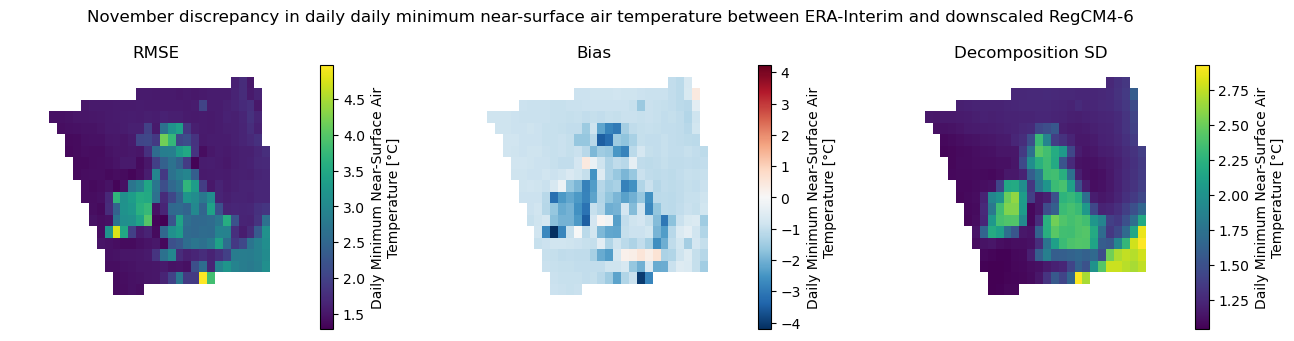 November discrepancy in daily daily minimum near-surface air temperature between ERA-Interim and downscaled RegCM4-6
RMSE
4.5
4.0
3.5
3.0
2.5
2.0
1.5
Daily Minimum Near-Surface Air
Temperature [°C]
Bias
4
3
2
1
0
−1
−2
−3
−4
Daily Minimum Near-Surface Air
Temperature [°C]
Decomposition SD
2.75
2.50
2.25
2.00
1.75
1.50
1.25
Daily Minimum Near-Surface Air
Temperature [°C]